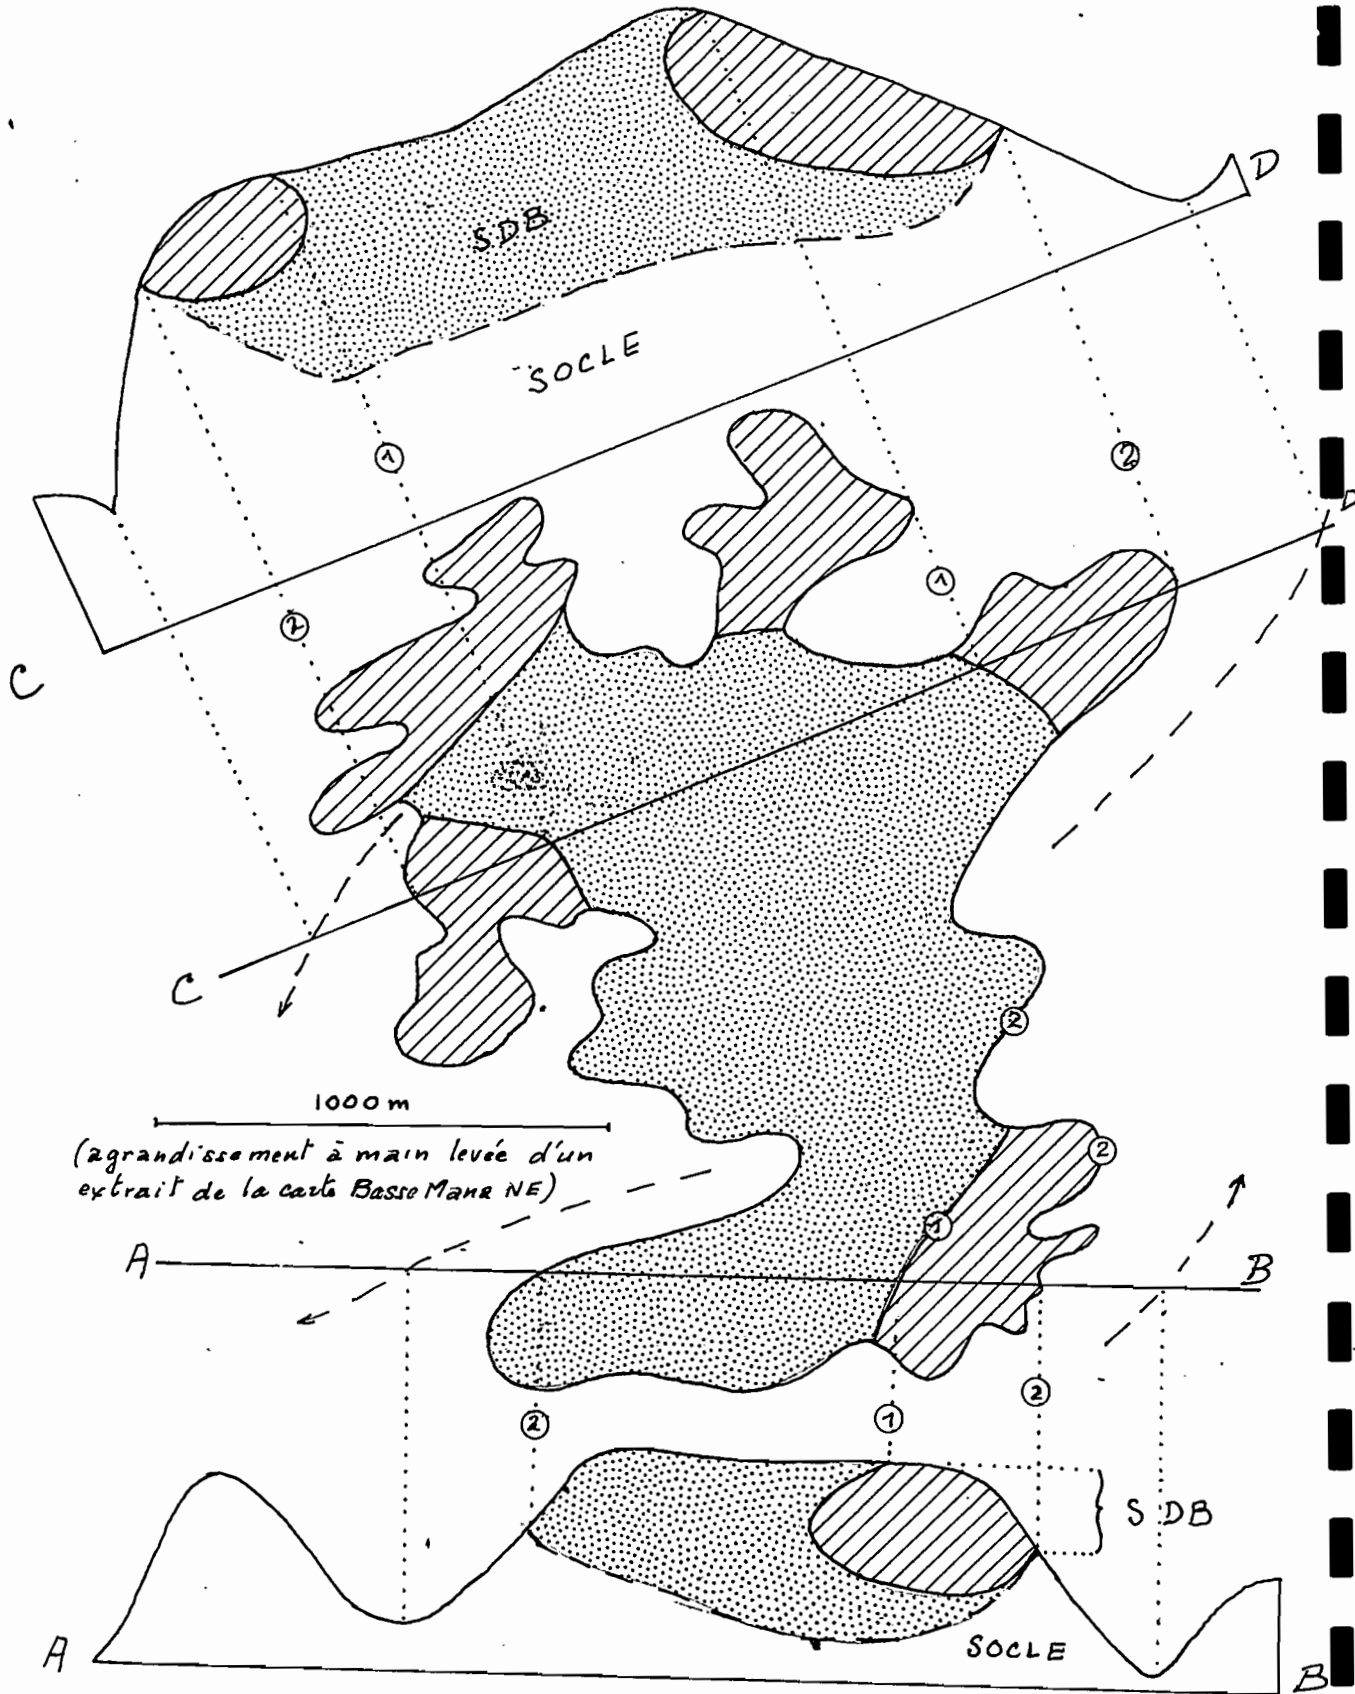 D
SDB
SOCLE
1
2
D
1
2
C
C
2
1000 m
(agrandissement à main levée d'un
extrait de la carte Basse Mana NE)
2
1
A
B
2
2
1
S DB
SOCLE
A
B